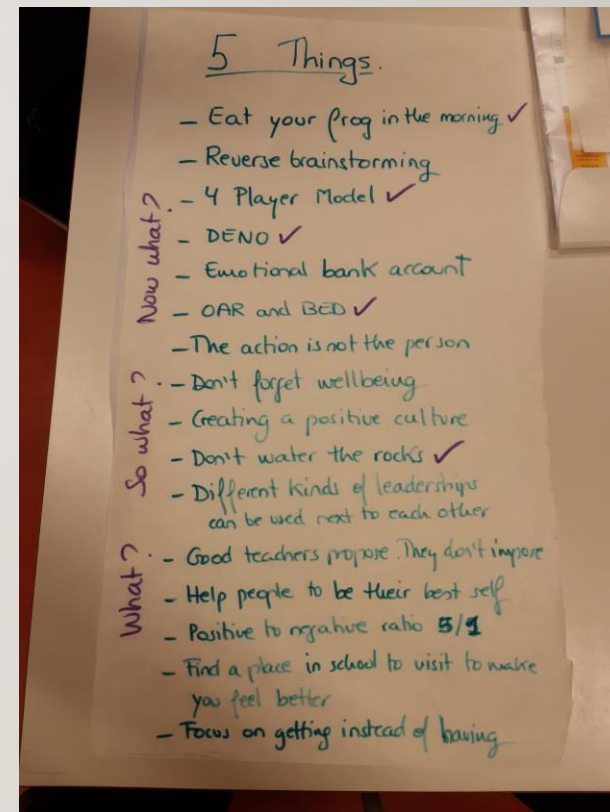 5 Things.
- Eat your frog in the morning ✓
- Reverse brainstorming
- 4 Player Model ✓
- DENO ✓
- Emotional bank account
- OAR and BED ✓
- The action is not the person
- Don't forget wellbeing
- Creating a positive culture
- Don't water the rocks ✓
- Different kinds of leaderships
can be used next to each other
- Good teachers propose. They don't impose
- Help people to be their best self
- Positive to negative ratio 5/1
- Find a place in school to visit to make
you feel better
- Focus on getting instead of having
Now what?
So what?
What?